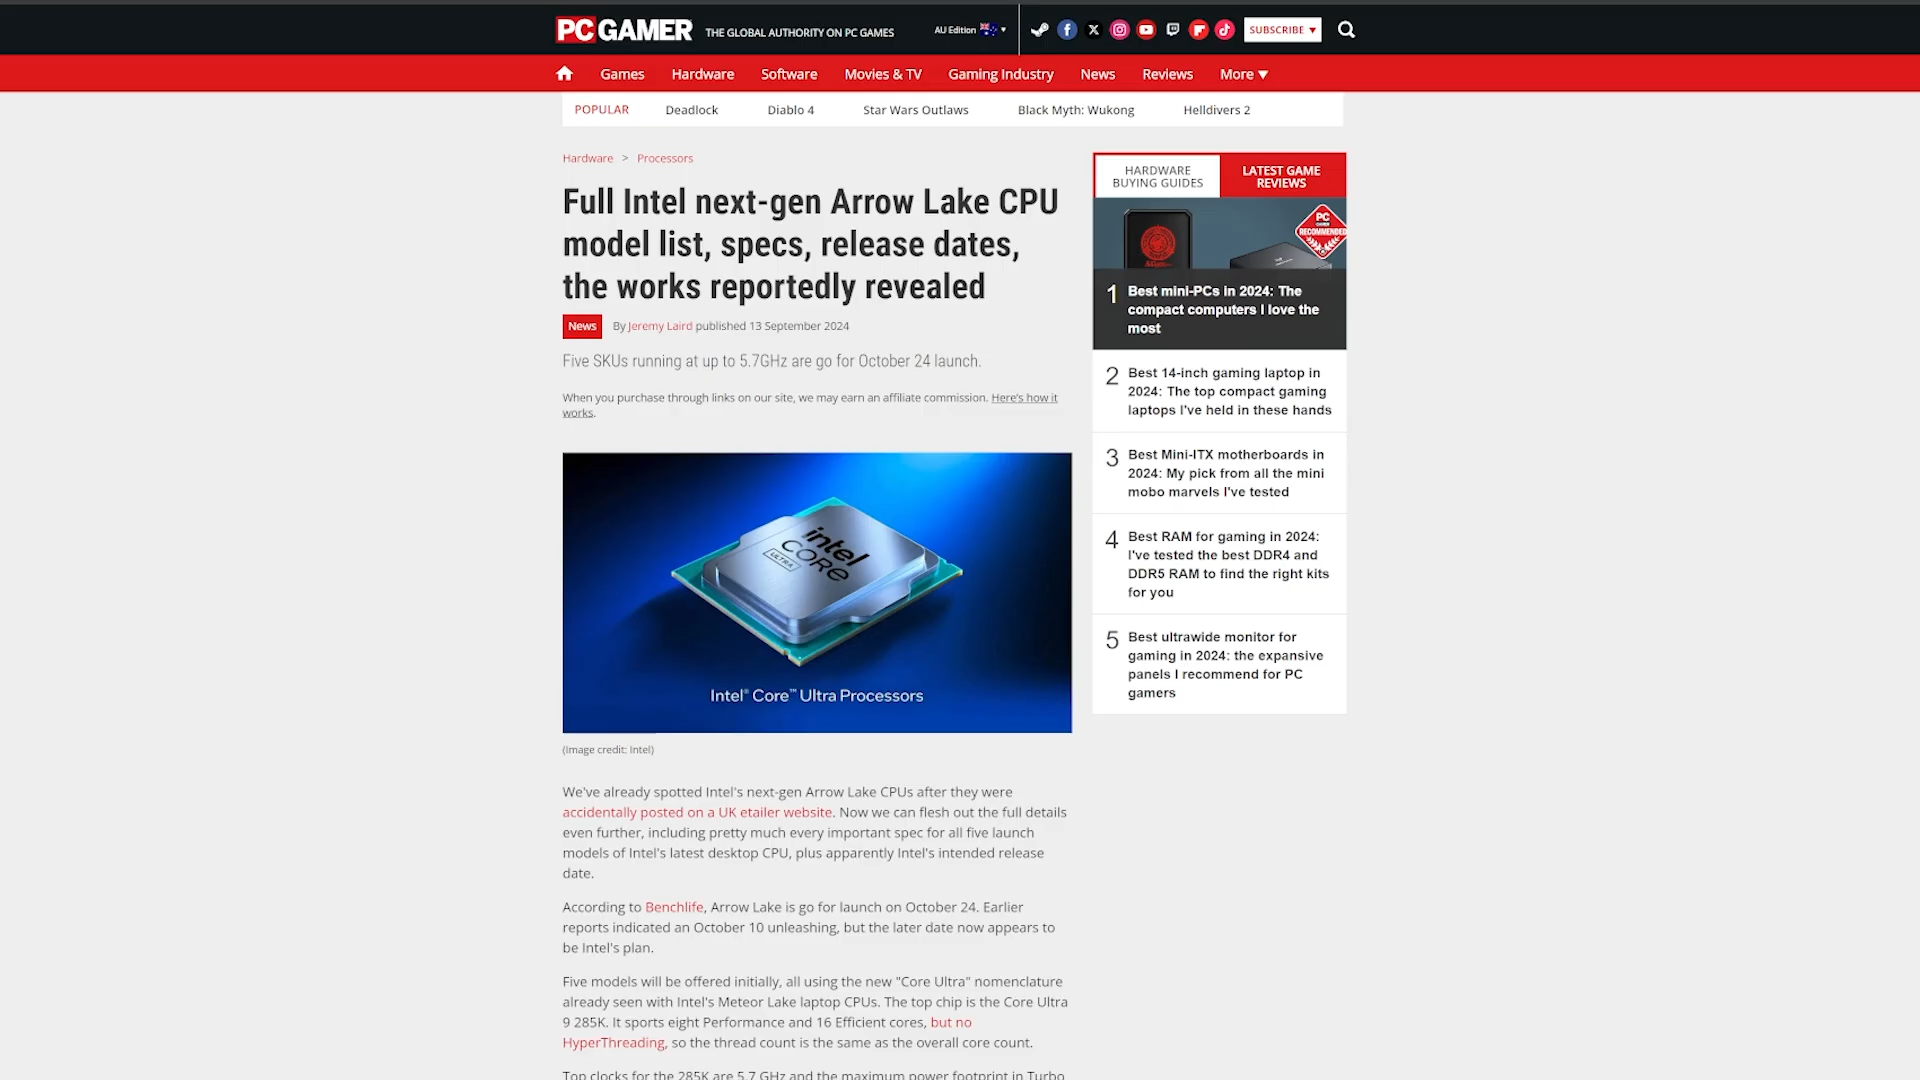 PC GAMER THE GLOBAL AUTHORITY ON PC GAMES AU Edition SUBSCRIBE
Games Hardware Software Movies & TV Gaming Industry News Reviews More
POPULAR Deadlock Diablo 4 Star Wars Outlaws Black Myth: Wukong Helldivers 2
Hardware > Processors
Full Intel next-gen Arrow Lake CPU
model list, specs, release dates,
the works reportedly revealed
News By Jeremy Laird published 13 September 2024
Five SKUs running at up to 5.7GHz are go for October 24 launch.
When you purchase through links on our site, we may earn an affiliate commission. Here's how it
works.
intel
CORE
ULTRA
Intel® Core™ Ultra Processors
(Image credit: Intel)
We've already spotted Intel's next-gen Arrow Lake CPUs after they were
accidentally posted on a UK etailer website. Now we can flesh out the full details
even further, including pretty much every important spec for all five launch
models of Intel's latest desktop CPU, plus apparently Intel's intended release
date.
According to Benchlife, Arrow Lake is go for launch on October 24. Earlier
reports indicated an October 10 unleashing, but the later date now appears to
be Intel's plan.
Five models will be offered initially, all using the new "Core Ultra" nomenclature
already seen with Intel's Meteor Lake laptop CPUs. The top chip is the Core Ultra
9 285K. It sports eight Performance and 16 Efficient cores, but no
HyperThreading, so the thread count is the same as the overall core count.
Top clocks for the 285K are 5.7 GHz and the maximum power footprint in Turbo
HARDWARE
BUYING GUIDES
LATEST GAME
REVIEWS
PC
GAMER
RECOMMENDED
1 Best mini-PCs in 2024: The
compact computers I love the
most
2 Best 14-inch gaming laptop in
2024: The top compact gaming
laptops I've held in these hands
3 Best Mini-ITX motherboards in
2024: My pick from all the mini
mobo marvels I've tested
4 Best RAM for gaming in 2024:
I've tested the best DDR4 and
DDR5 RAM to find the right kits
for you
5 Best ultrawide monitor for
gaming in 2024: the expansive
panels I recommend for PC
gamers